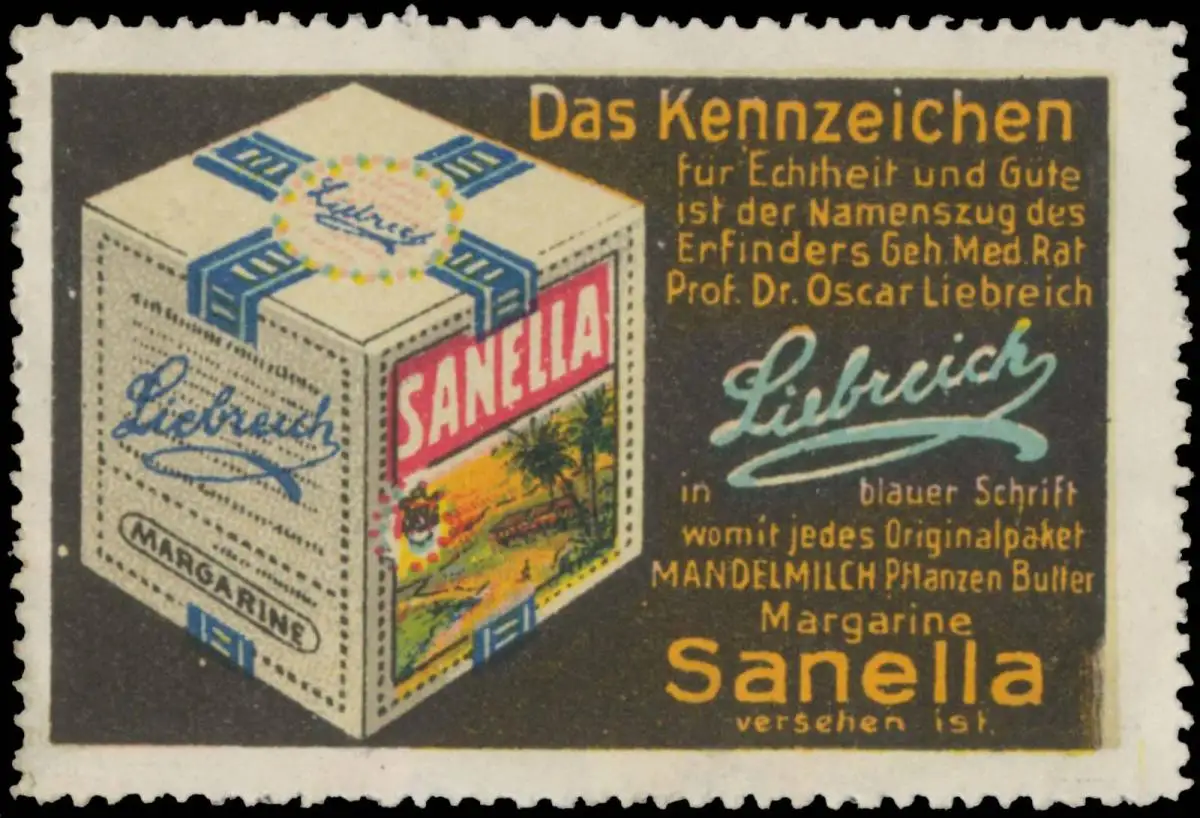 Das Kennzeichen
für Echtheit und Güte
ist der Namenszug des
Erfinders Geh. Med. Rat
Prof. Dr. Oscar Liebreich
Liebreich
in blauer Schrift
womit jedes Originalpaket
MANDELMILCH Pflanzen Butter
Margarine
Sanella
versehen ist.
Liebreich
Liebreich
MARGARINE
SANELLA